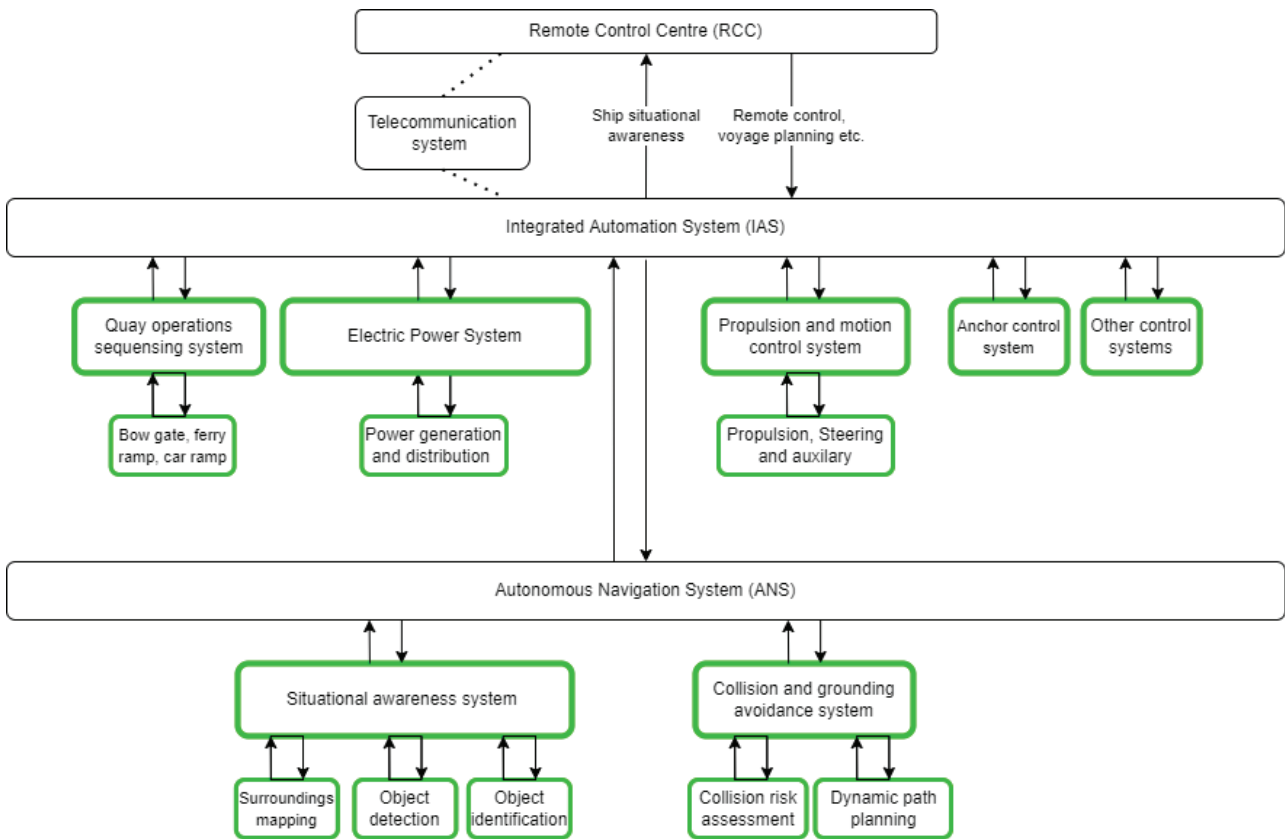 Remote Control Centre (RCC)
Telecommunication
system
Ship situational
awareness
Remote control,
voyage planning etc.
Integrated Automation System (IAS)
Quay operations
sequensing system
Electric Power System
Propulsion and motion
control system
Anchor control
system
Other control
systems
Bow gate, ferry
ramp, car ramp
Power generation
and distribution
Propulsion, Steering
and auxilary
Autonomous Navigation System (ANS)
Situational awareness system
Collision and grounding
avoidance system
Surroundings
mapping
Object
detection
Object
identification
Collision risk
assessment
Dynamic path
planning